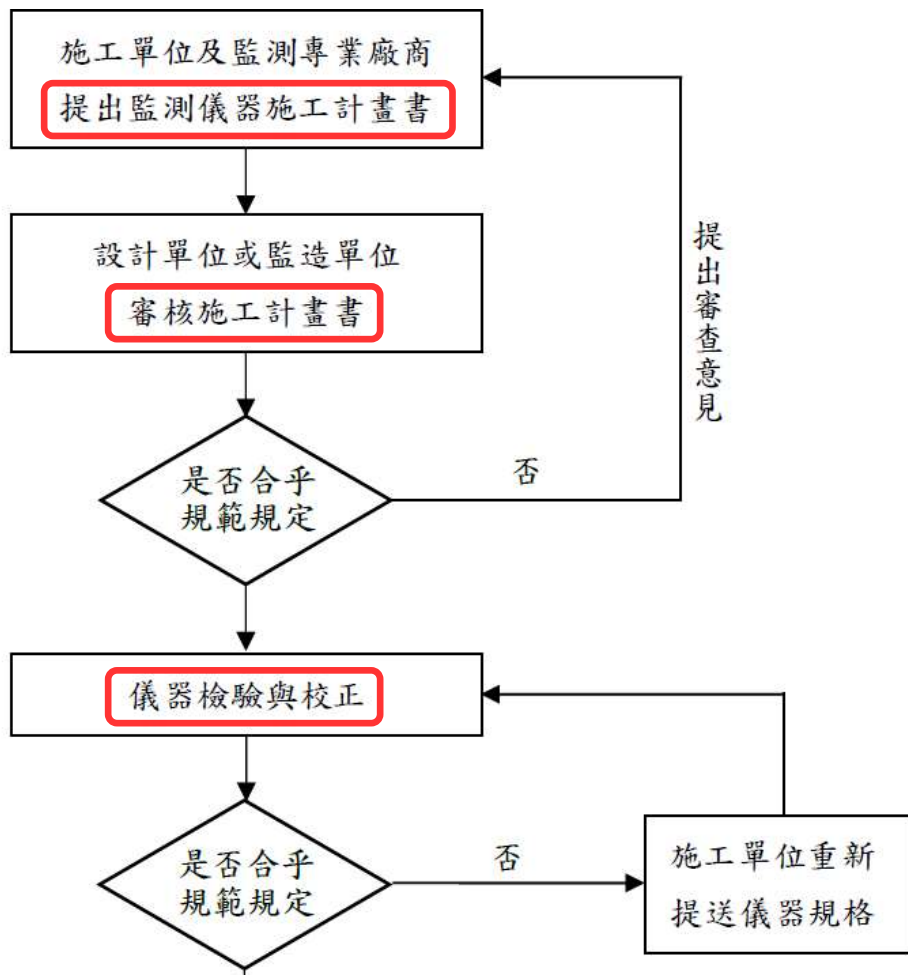 施工單位及監測專業廠商
提出監測儀器施工計畫書
設計單位或監造單位
審核施工計畫書
提出審查意見
是否合乎
規範規定
否
儀器檢驗與校正
是否合乎
規範規定
否
施工單位重新
提送儀器規格